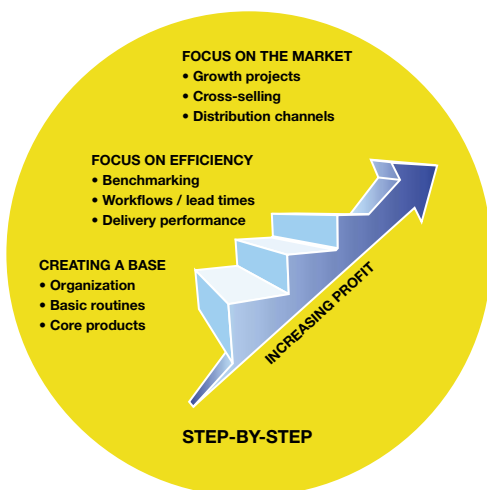 FOCUS ON THE MARKET
• Growth projects
• Cross-selling
• Distribution channels
FOCUS ON EFFICIENCY
• Benchmarking
• Workflows / lead times
• Delivery performance
CREATING A BASE
• Organization
• Basic routines
• Core products
INCREASING PROFIT
STEP-BY-STEP